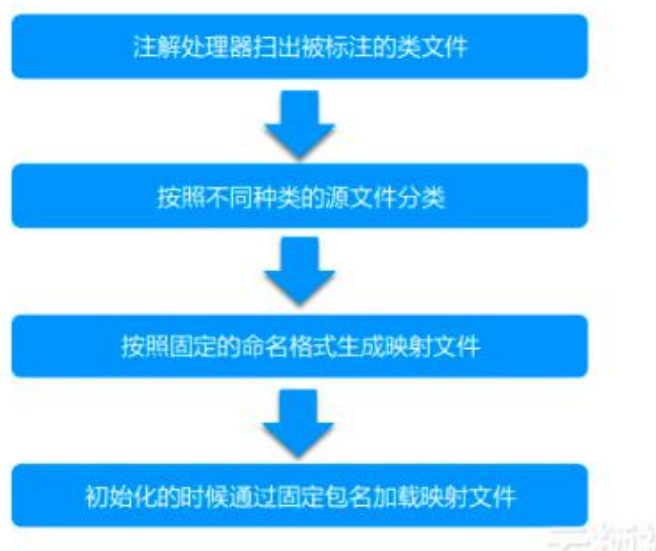 注解处理器扫出被标注的类文件
按照不同种类的源文件分类
按照固定的命名格式生成映射文件
初始化的时候通过固定包名加载映射文件